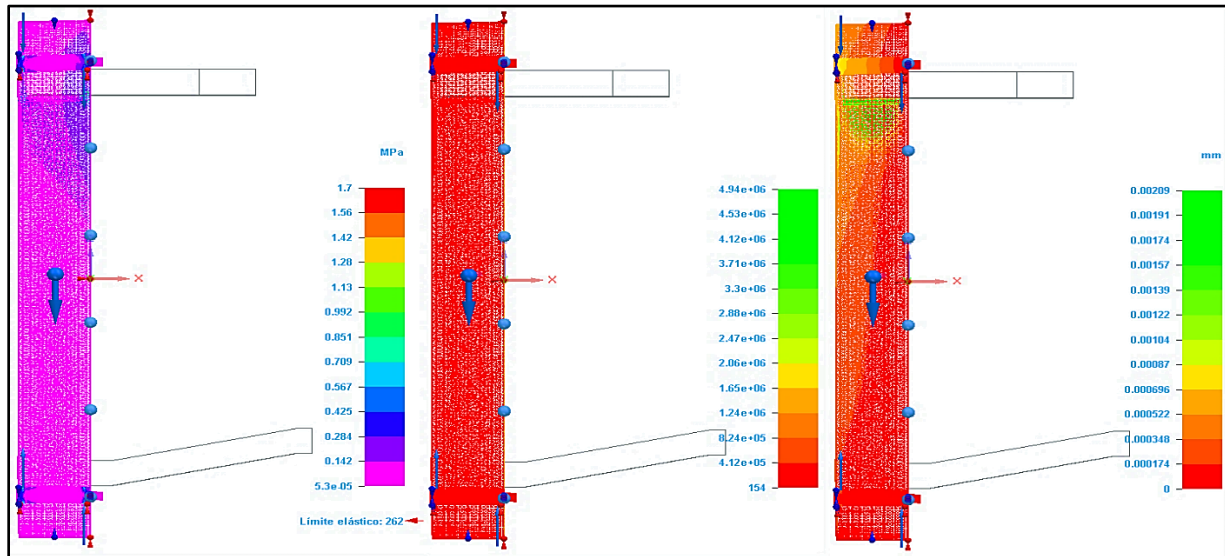 MPa
1.7
1.56
1.42
1.28
1.13
0.992
0.851
0.709
0.567
0.425
0.284
0.142
5.3e-05
Límite elástico: 262
X
4.94e+06
4.53e+06
4.12e+06
3.71e+06
3.3e+06
2.88e+06
2.47e+06
2.06e+06
1.65e+06
1.24e+06
8.24e+05
4.12e+05
154
X
mm
0.00209
0.00191
0.00174
0.00157
0.00139
0.00122
0.00104
0.00087
0.000696
0.000522
0.000348
0.000174
0
X